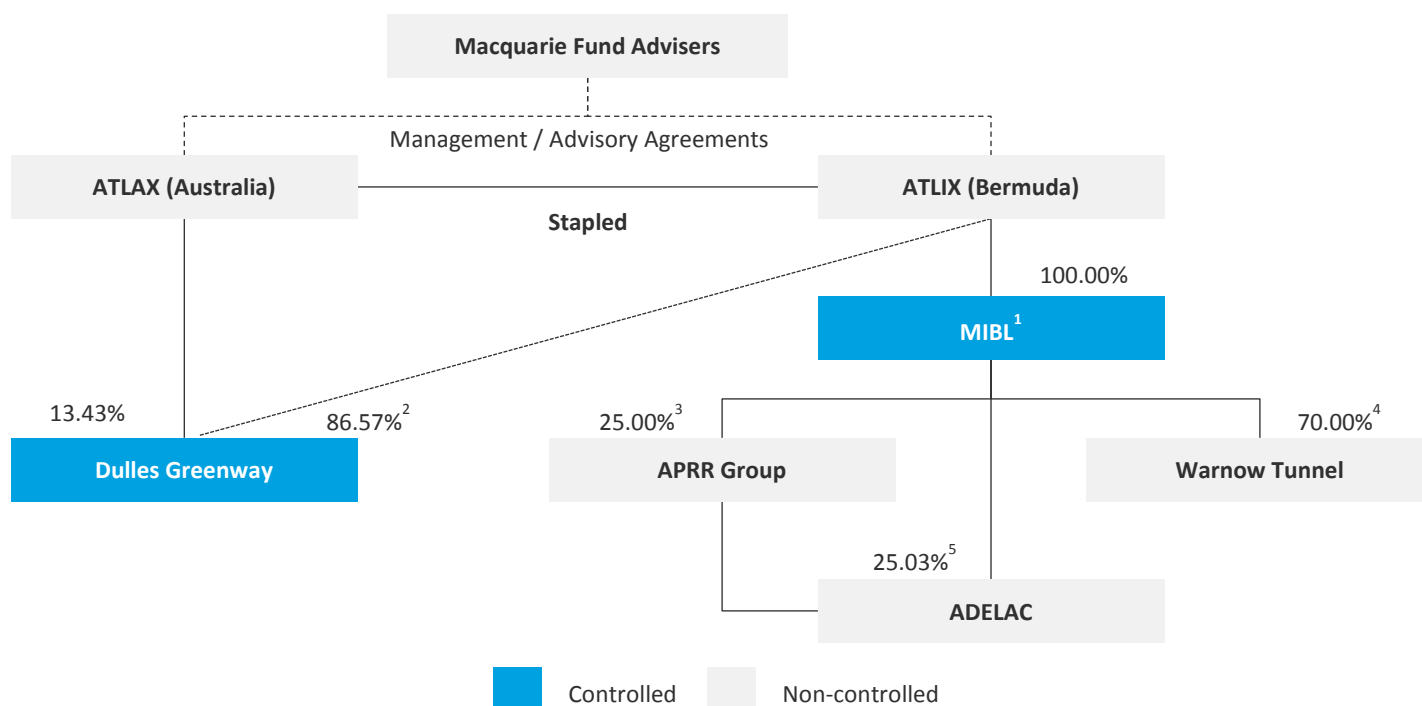 Macquarie Fund Advisers
Management / Advisory Agreements
ATLAX (Australia)
ATLIX (Bermuda)
Stapled
100.00%
MIBL1
13.43%
86.57%2
25.00%3
70.00%4
Dulles Greenway
APRR Group
Warnow Tunnel
25.03%5
ADELAC
Controlled
Non-controlled